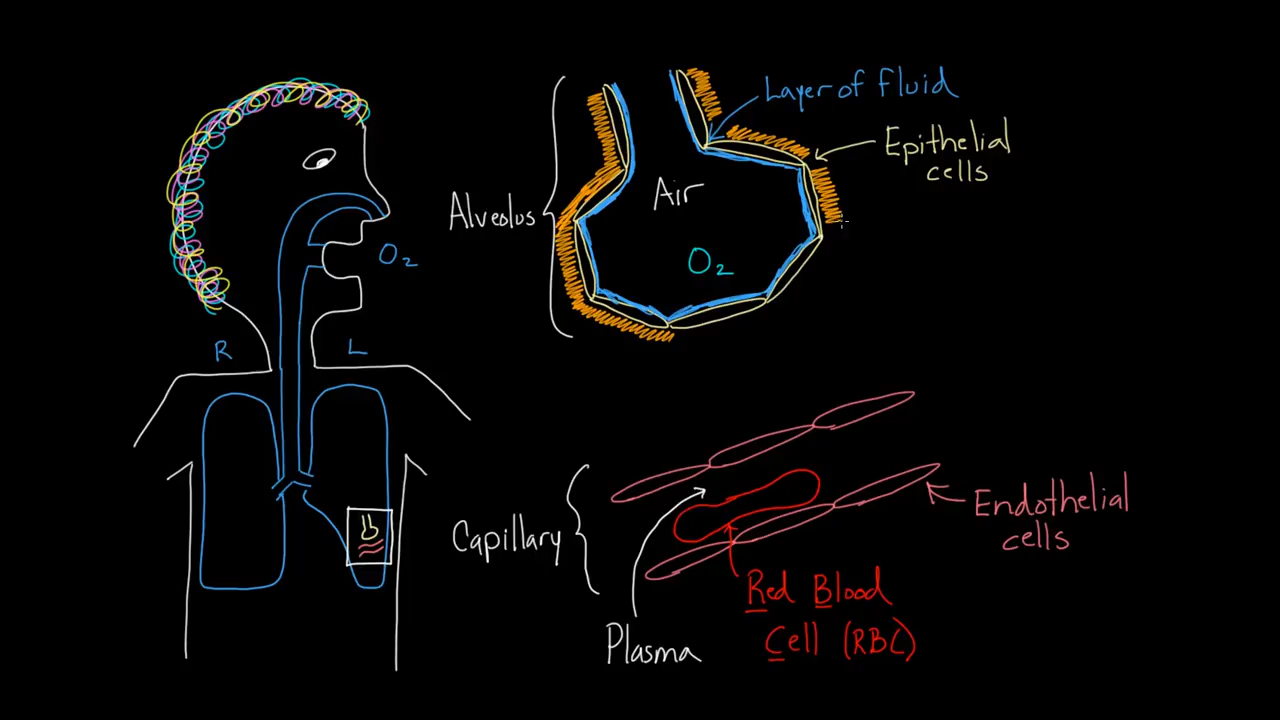 Layer of fluid
Epithelial
cells
Air
Alveolus
O2
O2
R
L
Endothelial
cells
Capillary
Red Blood
Cell (RBC)
Plasma